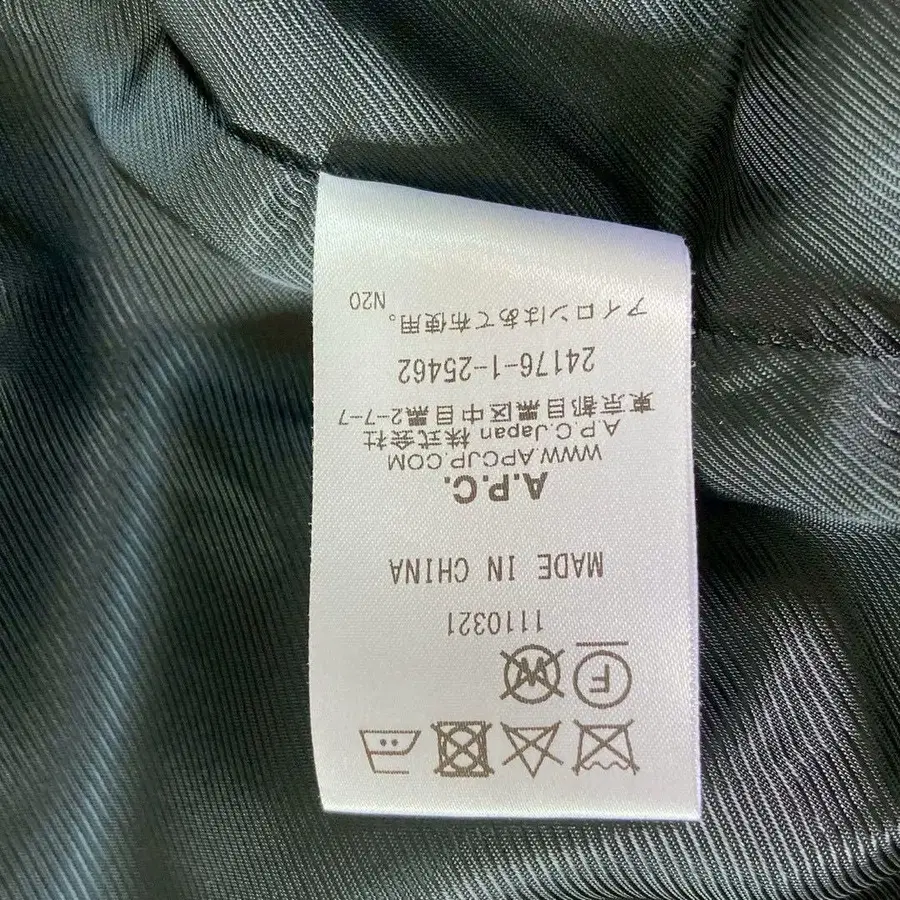 1110321
MADE IN CHINA
A.P.C.
WWW.APCJP.COM
A.P.C.Japan 株式会社
東京都目黒区中目黒2-7-7
24176-1-25462
アイロンはあて布使用。
N20
F
W